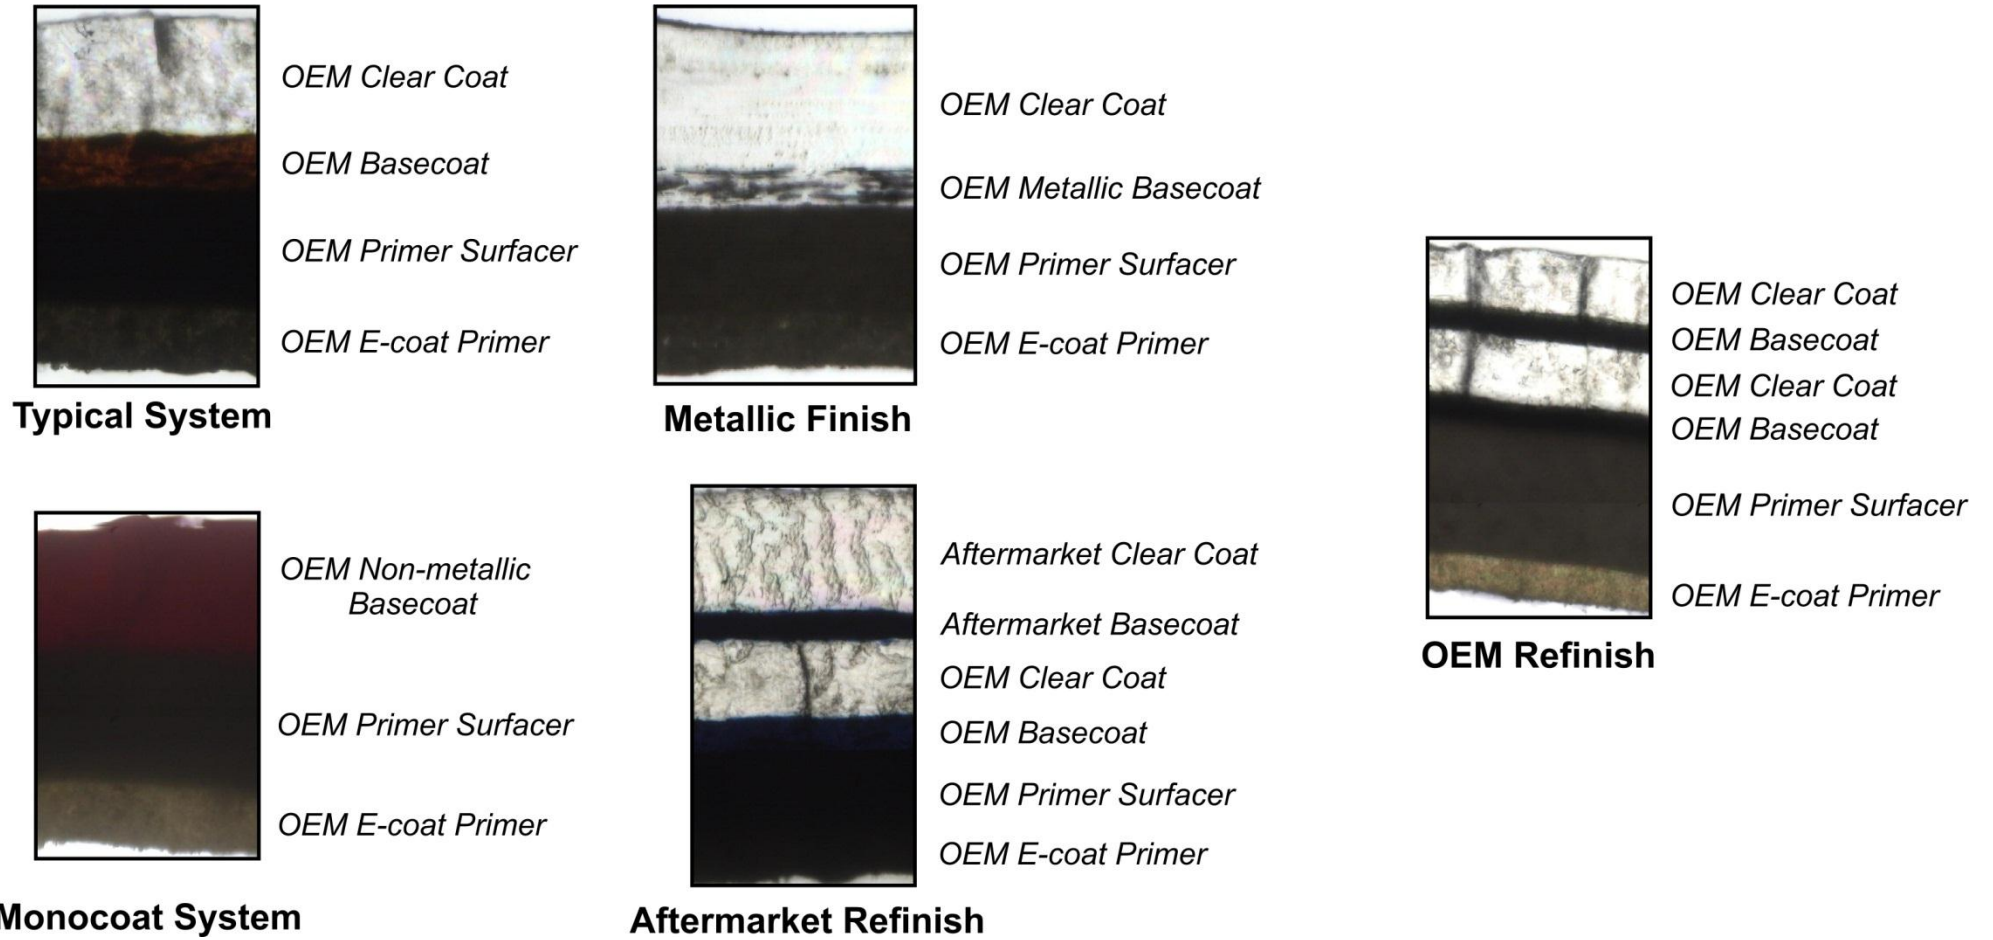 OEM Clear Coat
OEM Basecoat
OEM Primer Surfacer
OEM E-coat Primer
Typical System
OEM Clear Coat
OEM Metallic Basecoat
OEM Primer Surfacer
OEM E-coat Primer
Metallic Finish
OEM Clear Coat
OEM Basecoat
OEM Clear Coat
OEM Basecoat
OEM Primer Surfacer
OEM E-coat Primer
OEM Refinish
OEM Non-metallic
Basecoat
OEM Primer Surfacer
OEM E-coat Primer
Monocoat System
Aftermarket Clear Coat
Aftermarket Basecoat
OEM Clear Coat
OEM Basecoat
OEM Primer Surfacer
OEM E-coat Primer
Aftermarket Refinish